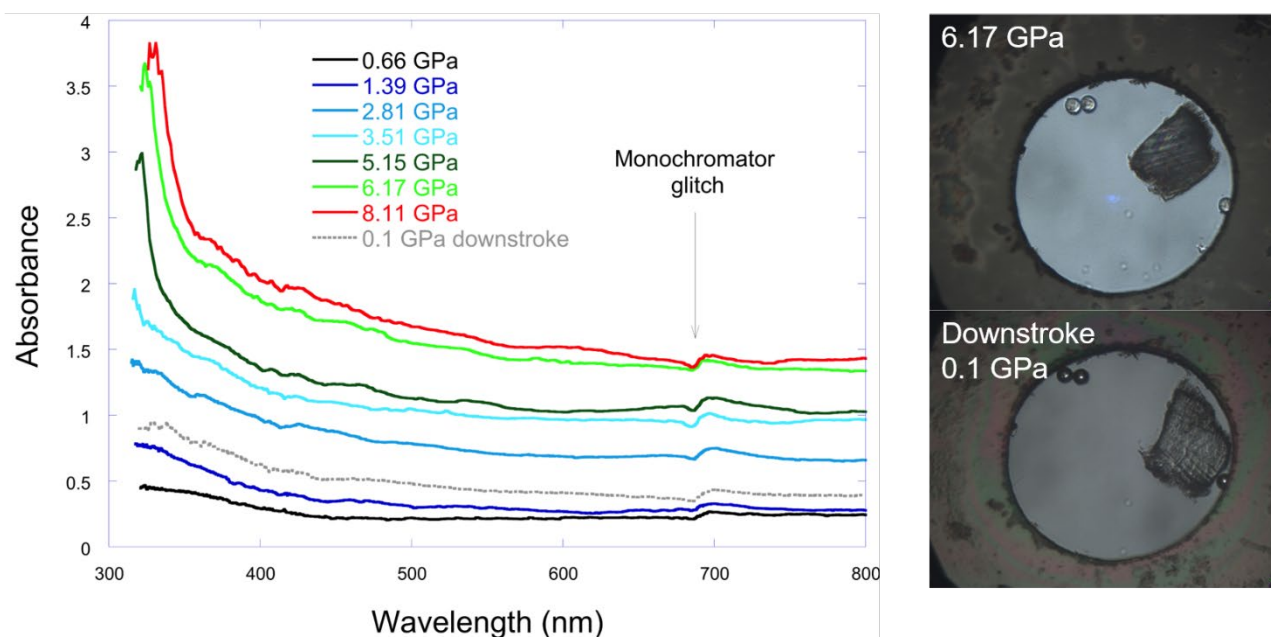 4
3.5
3
2.5
2
1.5
1
0.5
0
Absorbance
0.66 GPa
1.39 GPa
2.81 GPa
3.51 GPa
5.15 GPa
6.17 GPa
8.11 GPa
0.1 GPa downstroke
Monochromator
glitch
300 400 500 600 700 800
Wavelength (nm)
6.17 GPa
Downstroke
0.1 GPa